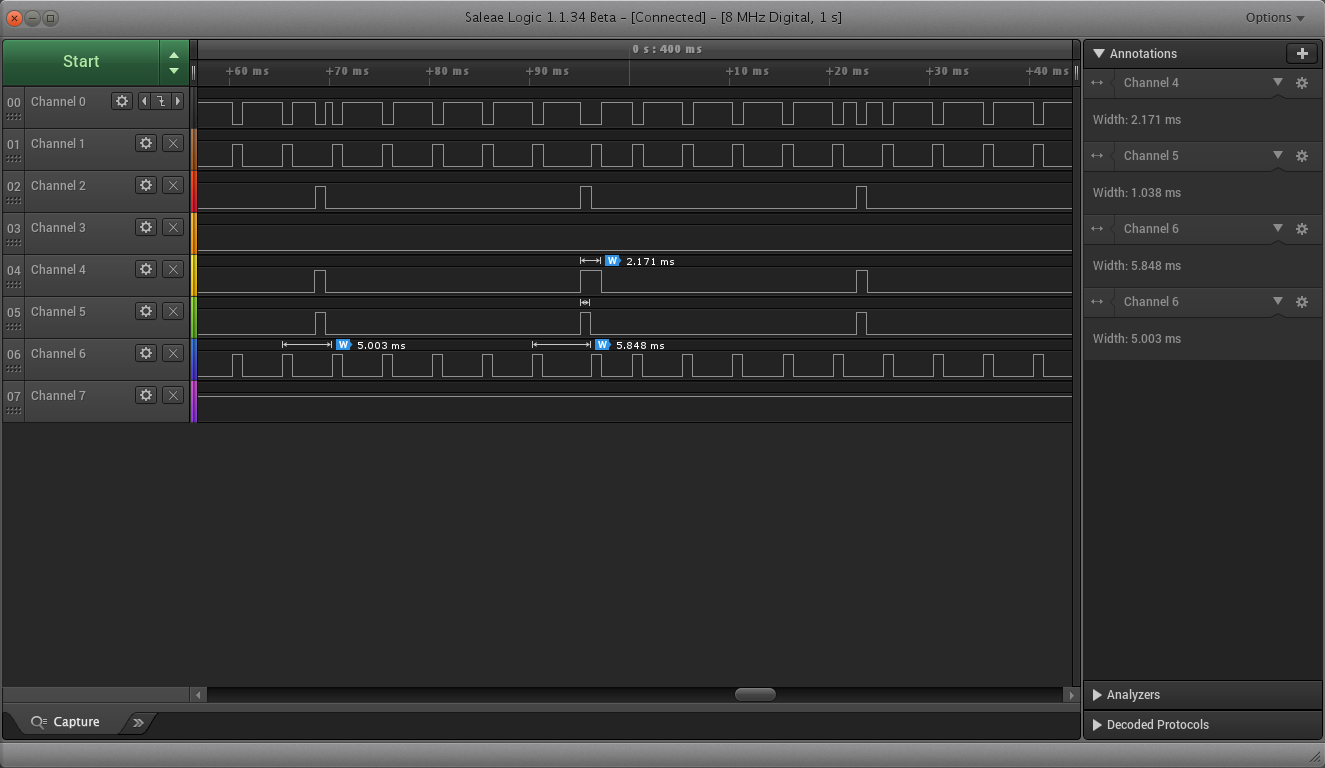 Saleae Logic 1.1.34 Beta - [Connected] - [8 MHz Digital, 1 s]
Options
Start
0 s : 400 ms
+60 ms +70 ms +80 ms +90 ms +10 ms +20 ms +30 ms +40 ms
00 Channel 0
01 Channel 1
02 Channel 2
03 Channel 3
04 Channel 4
W 2.171 ms
05 Channel 5
06 Channel 6
W 5.003 ms W 5.848 ms
07 Channel 7
Capture
Annotations
Channel 4
Width: 2.171 ms
Channel 5
Width: 1.038 ms
Channel 6
Width: 5.848 ms
Channel 6
Width: 5.003 ms
Analyzers
Decoded Protocols